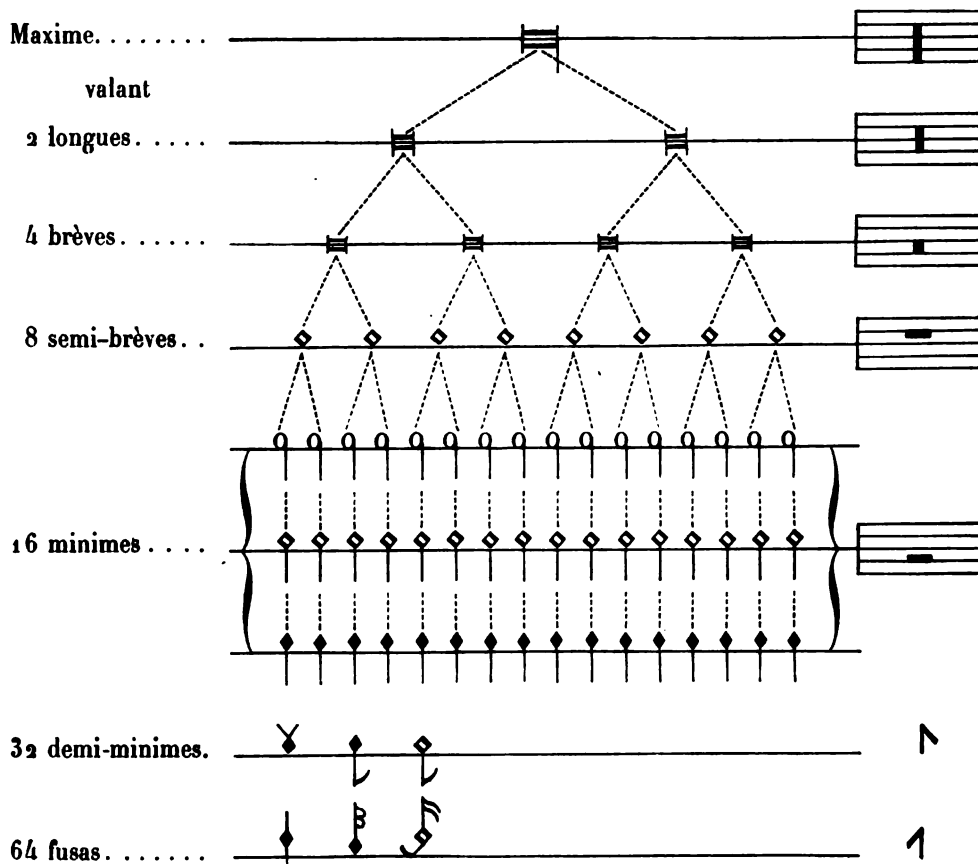 Maxime........
valant
2 longues.....
4 brèves......
8 semi-brèves..
16 minimes ....
32 demi-minimes.
64 fusas.......